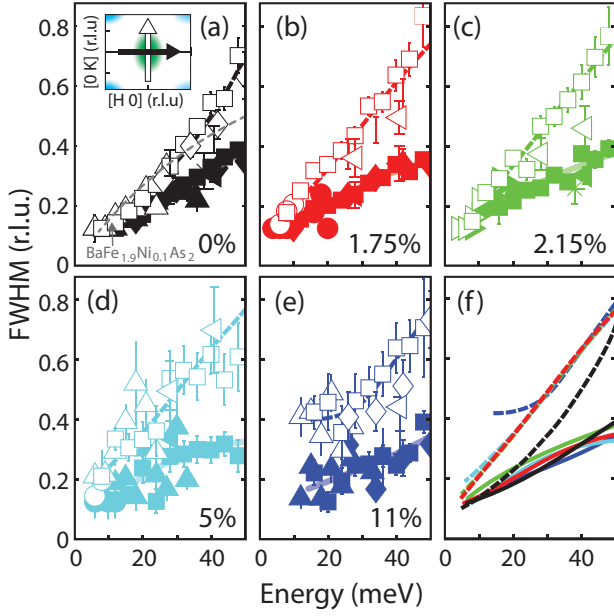 (a)
(b)
(c)
[0 K] (r.l.u)
[H 0] (r.l.u)
0.8
0.6
0.4
0.2
0
BaFe1.9Ni0.1As2
0%
1.75%
2.15%
FWHM (r.l.u.)
(d)
(e)
(f)
0.8
0.6
0.4
0.2
0
5%
11%
0 20 40
20 40
20 40
Energy (meV)